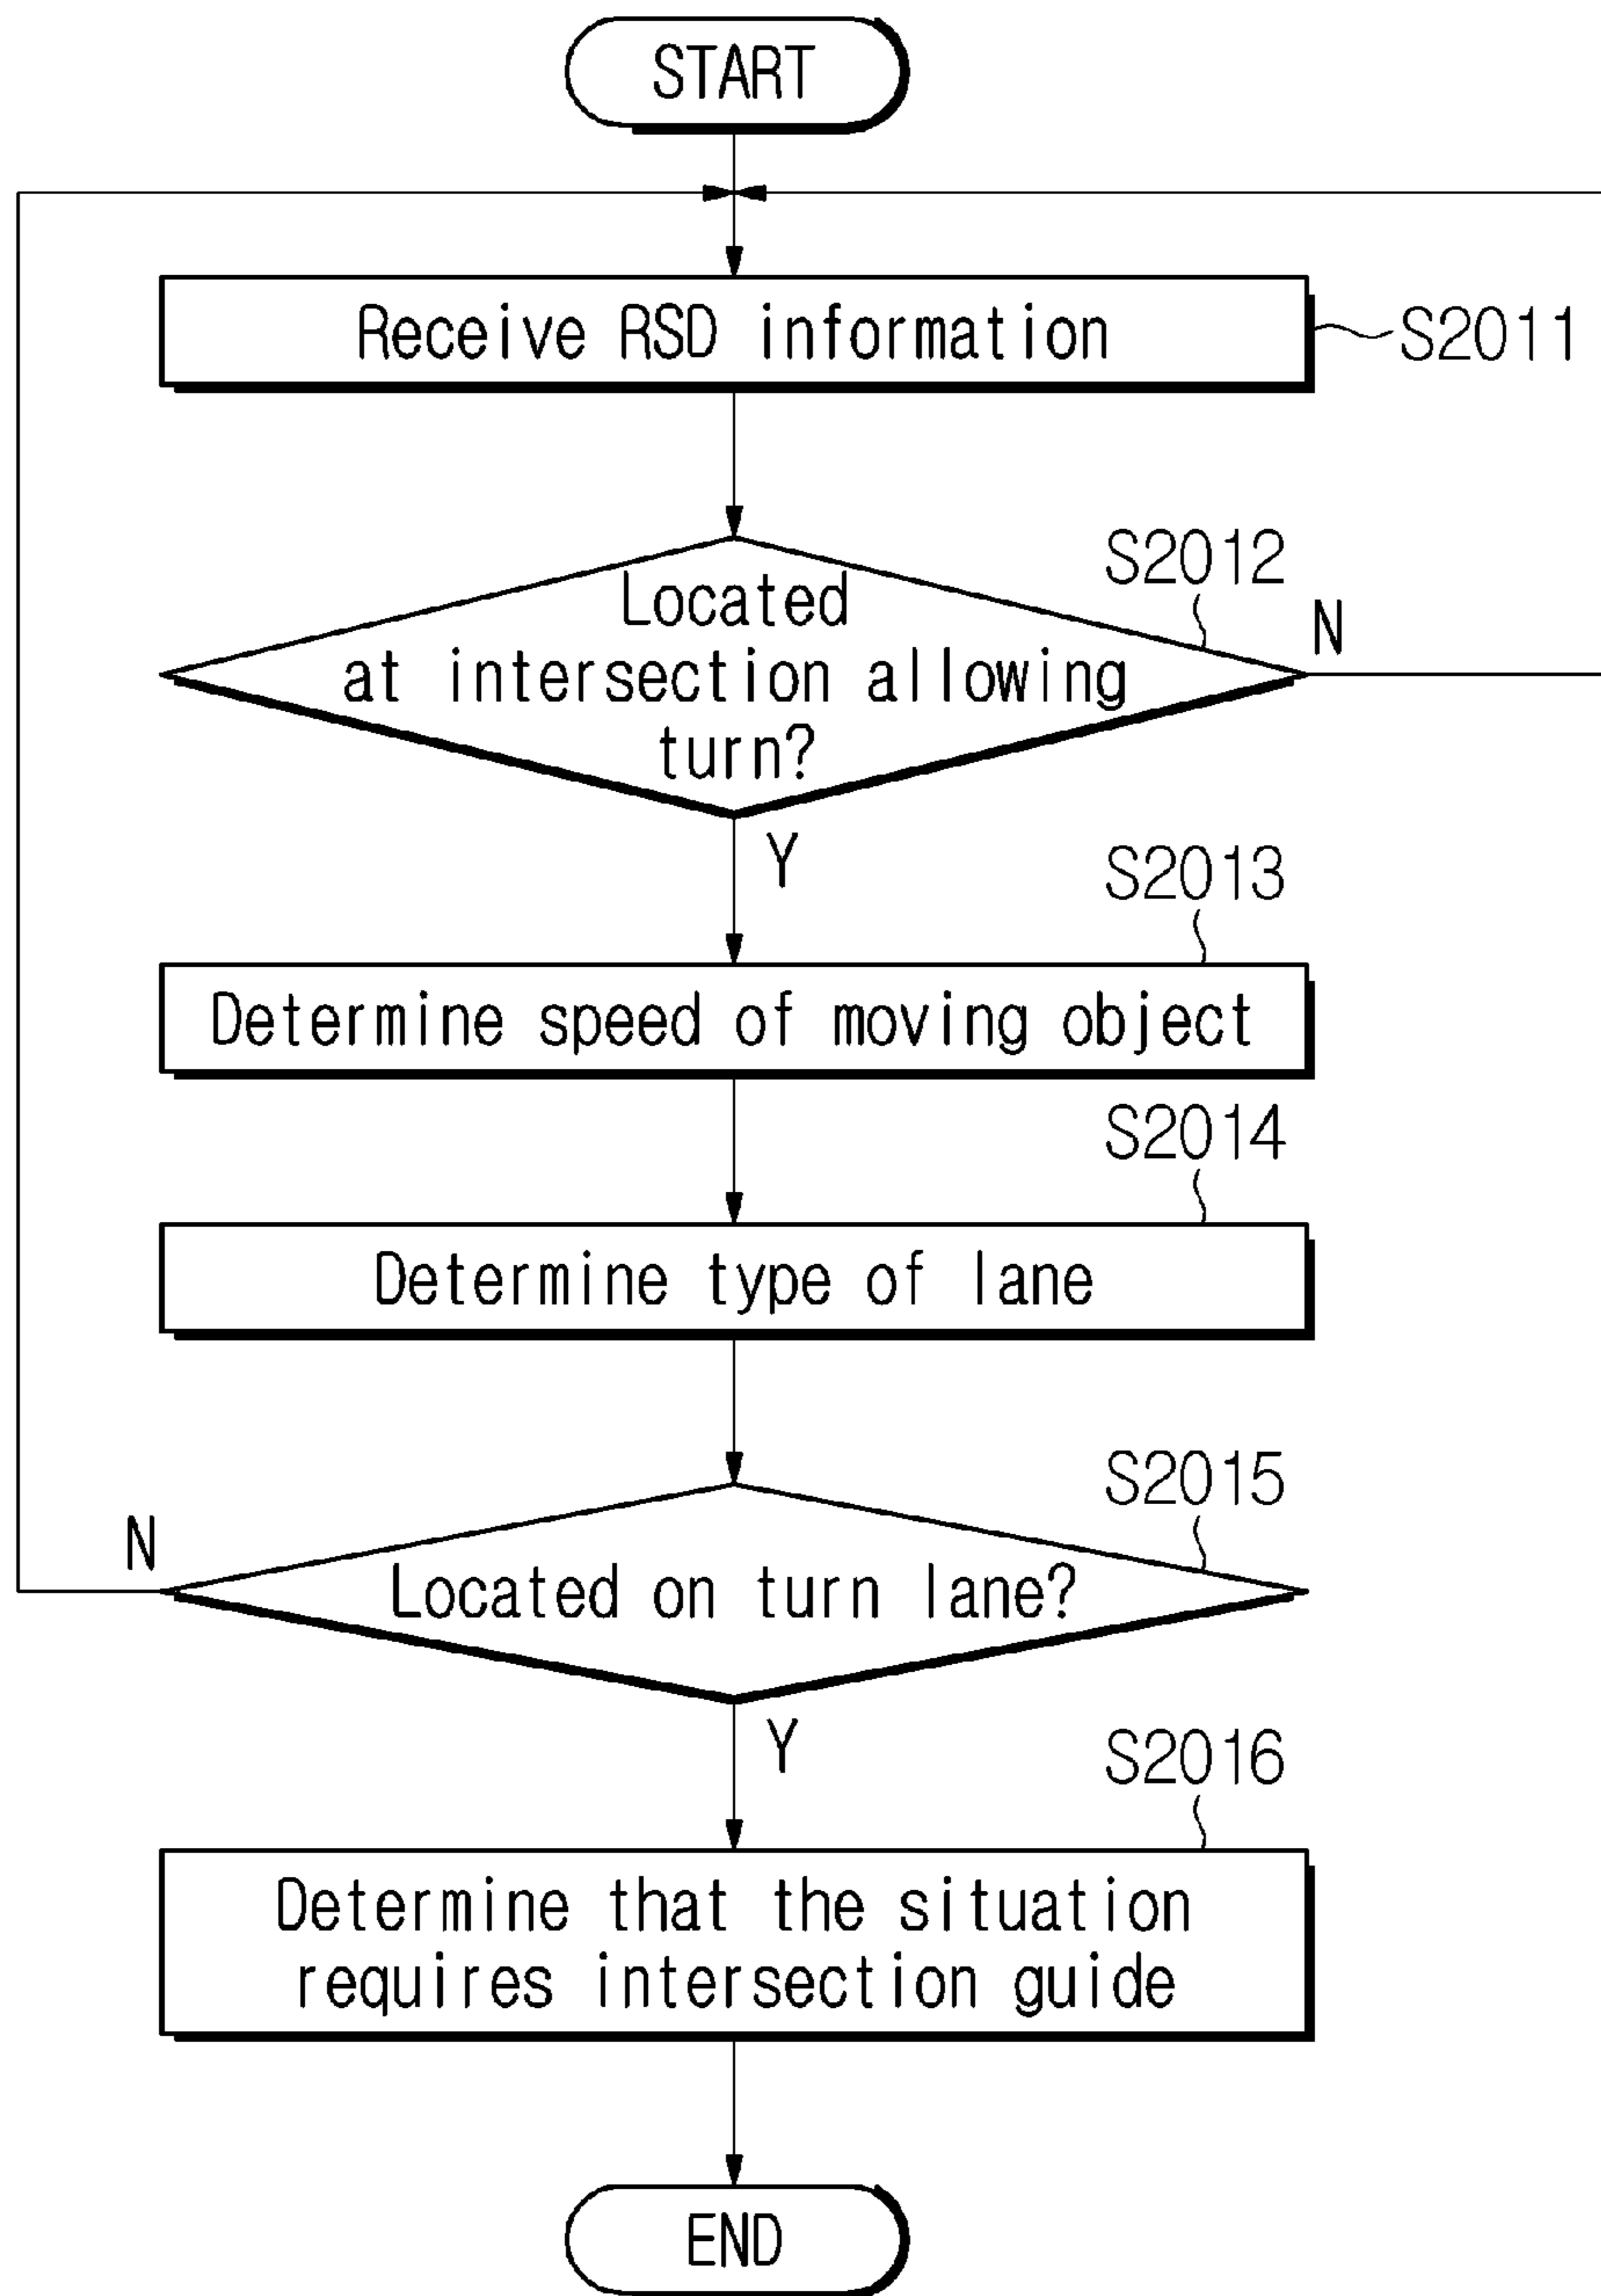 START
Receive RSD information
S2011
S2012
Located
at intersection allowing
turn?
N
Y
S2013
Determine speed of moving object
S2014
Determine type of lane
S2015
N
Located on turn lane?
Y
S2016
Determine that the situation
requires intersection guide
END